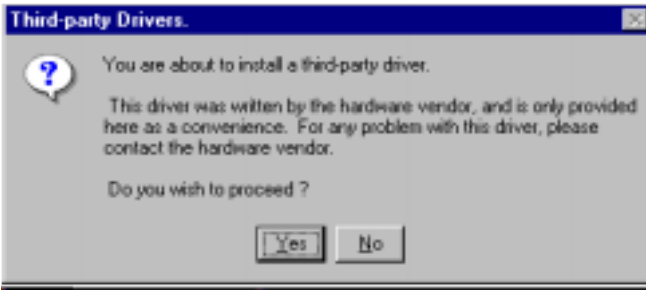 Third-party Drivers.
You are about to install a third-party driver.
This driver was written by the hardware vendor, and is only provided
here as a convenience. For any problem with this driver, please
contact the hardware vendor.
Do you wish to proceed ?
Yes No